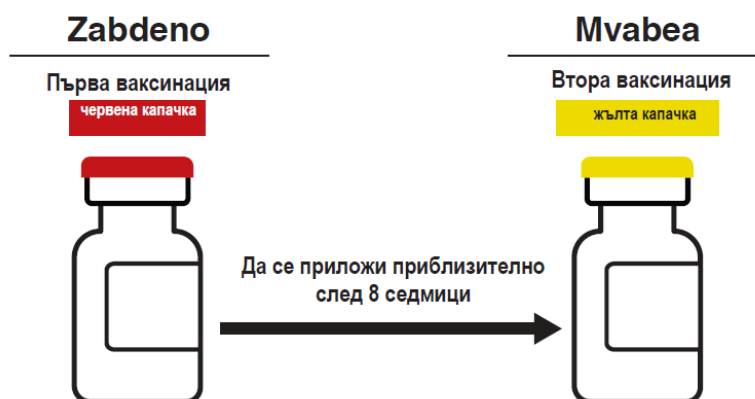 Zabdeno
Mvabea
Първа ваксинация
Втора ваксинация
червена капачка
жълта капачка
Да се приложи приблизително
след 8 седмици